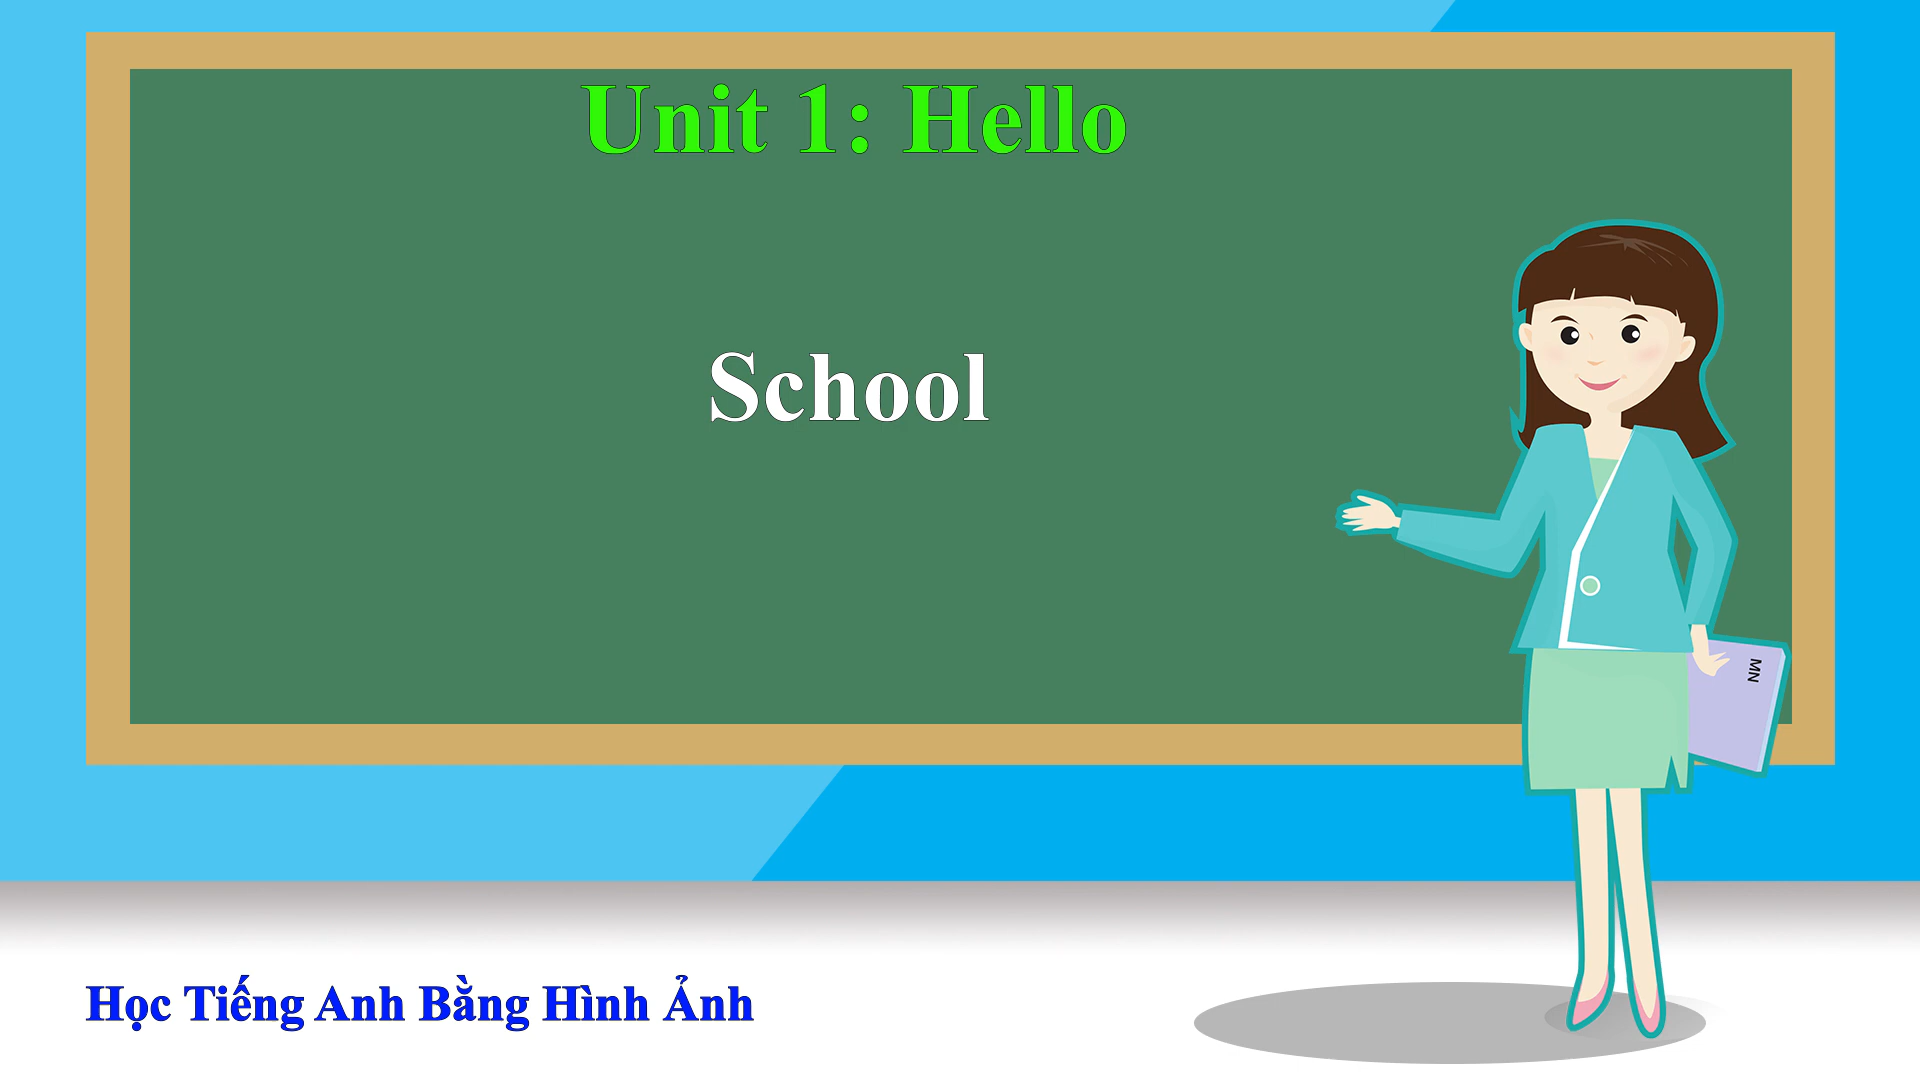 Unit 1: Hello
School
MN
Học Tiếng Anh Bằng Hình Ảnh